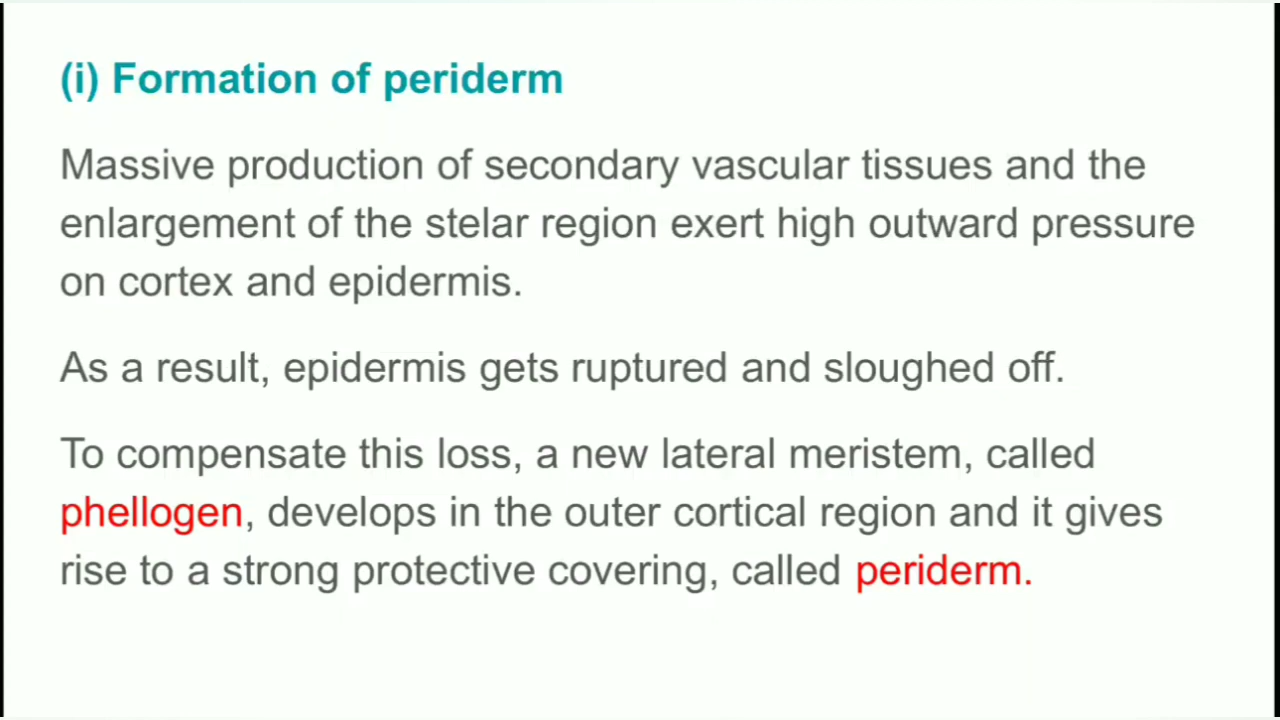 (i) Formation of periderm
Massive production of secondary vascular tissues and the
enlargement of the stelar region exert high outward pressure
on cortex and epidermis.
As a result, epidermis gets ruptured and sloughed off.
To compensate this loss, a new lateral meristem, called
phellogen, develops in the outer cortical region and it gives
rise to a strong protective covering, called periderm.